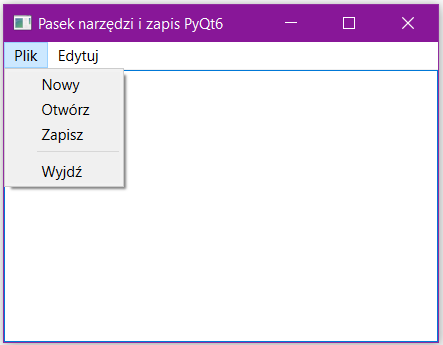 Pasek narzędzi i zapis PyQt6
Plik Edytuj
Nowy
Otwórz
Zapisz
Wyjdź